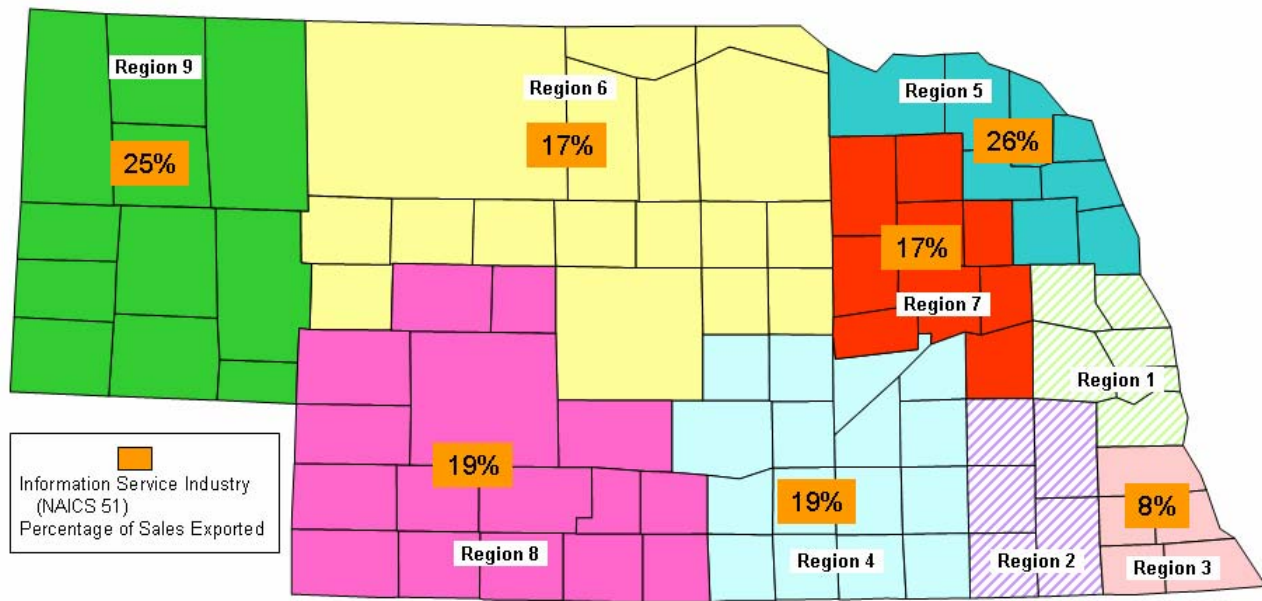 Region 9
25%
Region 6
17%
Region 5
26%
17%
Region 7
Region 1
19%
Region 8
19%
Region 4
Region 2
8%
Region 3
Information Service Industry
(NAICS 51)
Percentage of Sales Exported